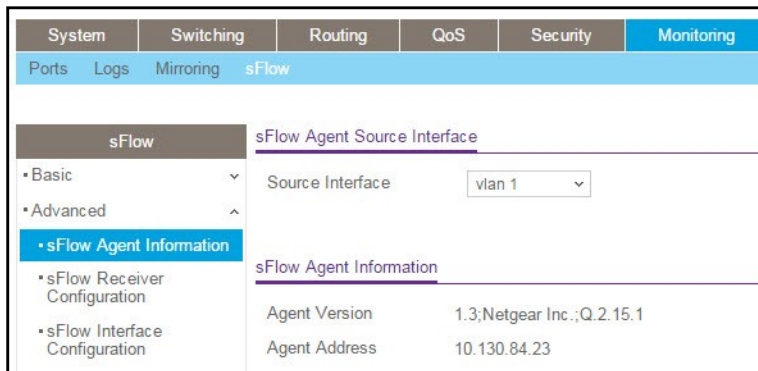 System Switching Routing QoS Security Monitoring
Ports Logs Mirroring sFlow
sFlow
Basic
Advanced
sFlow Agent Information
sFlow Receiver
Configuration
sFlow Interface
Configuration
sFlow Agent Source Interface
Source Interface vlan 1
sFlow Agent Information
Agent Version 1.3;Netgear Inc.;Q.2.15.1
Agent Address 10.130.84.23